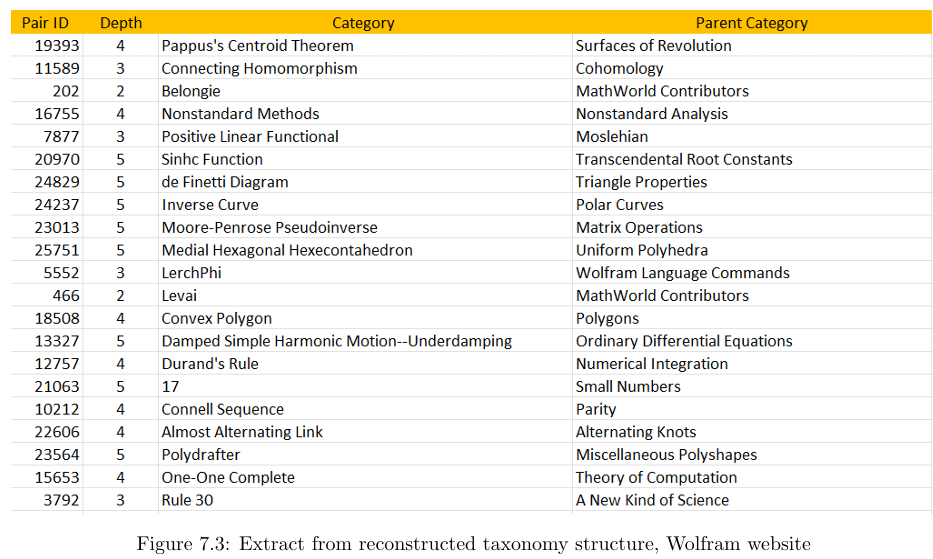 Pair ID Depth Category Parent Category
19393 4 Pappus's Centroid Theorem Surfaces of Revolution
11589 3 Connecting Homomorphism Cohomology
202 2 Belongie MathWorld Contributors
16755 4 Nonstandard Methods Nonstandard Analysis
7877 3 Positive Linear Functional Moslehian
20970 5 Sinhc Function Transcendental Root Constants
24829 5 de Finetti Diagram Triangle Properties
24237 5 Inverse Curve Polar Curves
23013 5 Moore-Penrose Pseudoinverse Matrix Operations
25751 5 Medial Hexagonal Hexecontahedron Uniform Polyhedra
5552 3 LerchPhi Wolfram Language Commands
466 2 Levai MathWorld Contributors
18508 4 Convex Polygon Polygons
13327 5 Damped Simple Harmonic Motion--Underdamping Ordinary Differential Equations
12757 4 Durand's Rule Numerical Integration
21063 5 17 Small Numbers
10212 4 Connell Sequence Parity
22606 4 Almost Alternating Link Alternating Knots
23564 5 Polydrafter Miscellaneous Polyshapes
15653 4 One-One Complete Theory of Computation
3792 3 Rule 30 A New Kind of Science
Figure 7.3: Extract from reconstructed taxonomy structure, Wolfram website